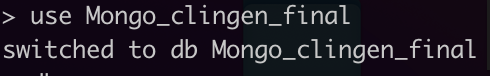 > use Mongo_clingen_final
switched to db Mongo_clingen_final